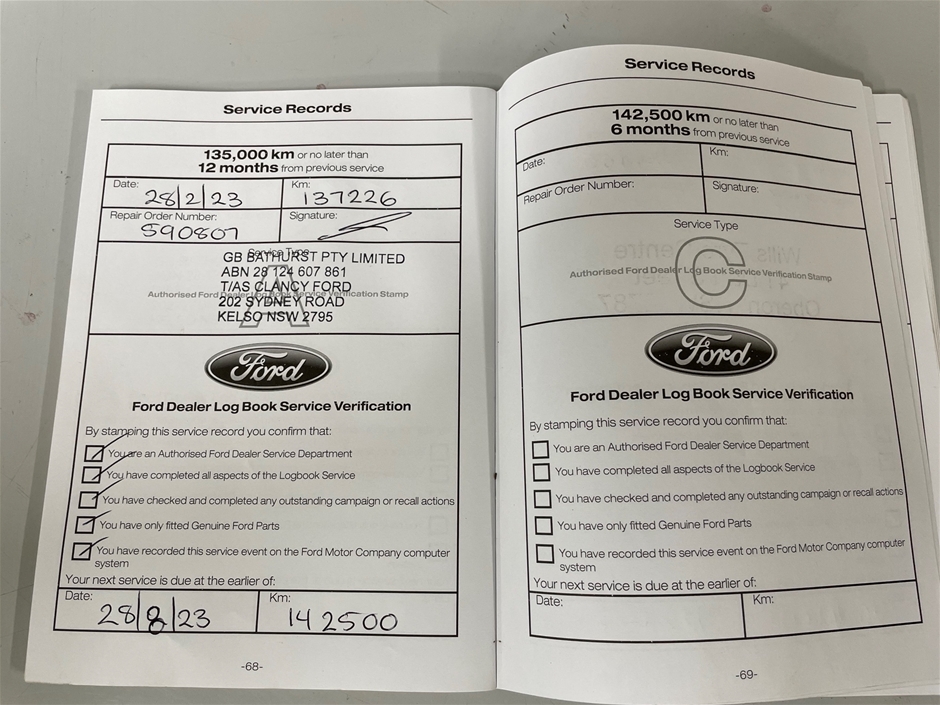 Service Records
135,000 km or no later than
12 months from previous service
Date:
28/2/23
Km:
137226
Repair Order Number:
590807
Signature:
Service Type
A
GB BATHURST PTY LIMITED
ABN 28 124 607 861
T/AS CLANCY FORD
Authorised Ford Dealer Log Book Service Verification Stamp
202 SYDNEY ROAD
KELSO NSW 2795
Ford
Ford Dealer Log Book Service Verification
By stamping this service record you confirm that:
You are an Authorised Ford Dealer Service Department
You have completed all aspects of the Logbook Service
You have checked and completed any outstanding campaign or recall actions
You have only fitted Genuine Ford Parts
You have recorded this service event on the Ford Motor Company computer
system
Your next service is due at the earlier of:
Date:
28/8/23
Km:
142500
-68-
Service Records
142,500 km or no later than
6 months from previous service
Date:
Km:
Repair Order Number:
Signature:
Service Type
C
Authorised Ford Dealer Log Book Service Verification Stamp
Ford
Ford Dealer Log Book Service Verification
By stamping this service record you confirm that:
You are an Authorised Ford Dealer Service Department
You have completed all aspects of the Logbook Service
You have checked and completed any outstanding campaign or recall actions
You have only fitted Genuine Ford Parts
You have recorded this service event on the Ford Motor Company computer
system
Your next service is due at the earlier of:
Date:
Km:
-69-